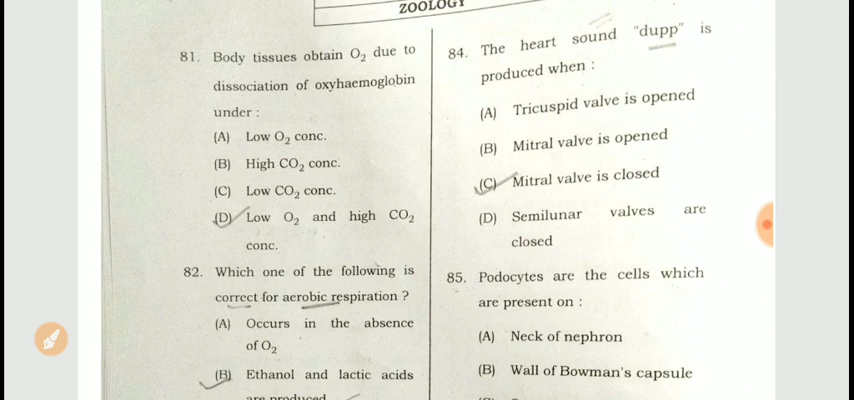 ZOOLOGY
81. Body tissues obtain O₂ due to
dissociation of oxyhaemoglobin
under :
(A) Low O₂ conc.
(B) High CO₂ conc.
(C) Low CO₂ conc.
(D) Low O₂ and high CO₂
conc.
82. Which one of the following is
correct for aerobic respiration ?
(A) Occurs in the absence
of O₂
(B) Ethanol and lactic acids
are produced
84. The heart sound "dupp" is
produced when :
(A) Tricuspid valve is opened
(B) Mitral valve is opened
(C) Mitral valve is closed
(D) Semilunar valves are
closed
85. Podocytes are the cells which
are present on :
(A) Neck of nephron
(B) Wall of Bowman's capsule